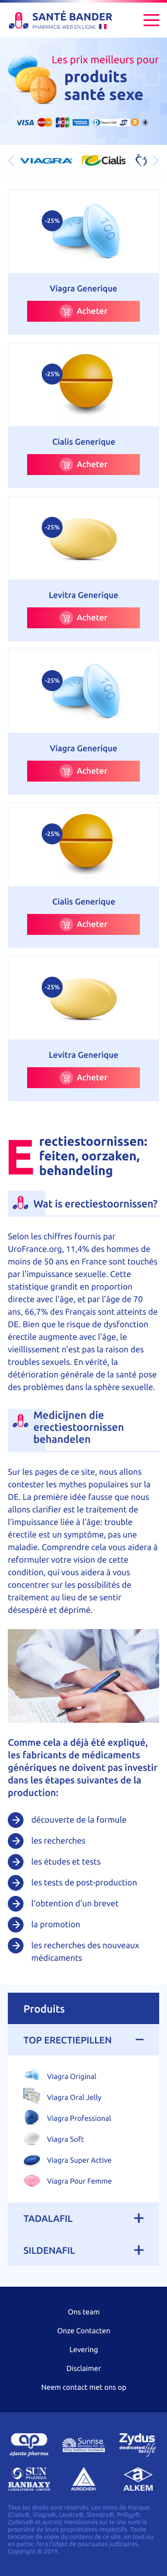 SANTÉ BANDER
PHARMACIE WEB EN LIGNE
Les prix meilleurs pour
produits
santé sexe
VISA
VIAGRA
Cialis
-25%
100
Viagra Generique
Acheter
-25%
Cialis Generique
Acheter
-25%
Levitra Generique
Acheter
-25%
100
Viagra Generique
Acheter
-25%
Cialis Generique
Acheter
-25%
Levitra Generique
Acheter
Erectiestoornissen:
feiten, oorzaken,
behandeling
Wat is erectiestoornissen?
Selon les chiffres fournis par
UroFrance.org, 11,4% des hommes de
moins de 50 ans en France sont touchés
par l'impuissance sexuelle. Cette
statistique grandit en proportion
directe avec l'âge, et par l'âge de 70
ans, 66,7% des Français sont atteints de
DE. Bien que le risque de dysfonction
érectile augmente avec l'âge, le
vieillissement n'est pas la raison des
troubles sexuels. En vérité, la
détérioration générale de la santé pose
des problèmes dans la sphère sexuelle.
Medicijnen die
erectiestoornissen
behandelen
Sur les pages de ce site, nous allons
contester les mythes populaires sur la
DE. La première idée fausse que nous
allons clarifier est le traitement de
l'impuissance liée à l'âge: trouble
érectile est un symptôme, pas une
maladie. Comprendre cela vous aidera à
reformuler votre vision de cette
condition, qui vous aidera à vous
concentrer sur les possibilités de
traitement au lieu de se sentir
désespéré et déprimé.
Comme cela a déjà été expliqué,
les fabricants de médicaments
génériques ne doivent pas investir
dans les étapes suivantes de la
production:
découverte de la formule
les recherches
les études et tests
les tests de post-production
l'obtention d'un brevet
la promotion
les recherches des nouveaux
médicaments
Produits
TOP ERECTIEPILLEN
Viagra Original
Viagra Oral Jelly
Viagra Professional
Viagra Soft
Viagra Super Active
Viagra Pour Femme
TADALAFIL
SILDENAFIL
Ons team
Onze Contacten
Levering
Disclaimer
Neem contact met ons op
ap
ajanta pharma
Sunrise
Zydus
dedicated to life
SUN
PHARMA
RANBAXY
LABORATORIES LIMITED
AUROCHEM
ALKEM
Tous les droits sont réservés. Les noms de marque
(Cialis®, Viagra®, Levitra®, Stendra®, Priligy®,
Zydena® et autres) mentionnés sur le site sont la
propriété de leurs propriétaires respectifs. Toute
tentative de copie du contenu de ce site, en tout ou
en partie, fera l'objet de poursuites judiciaires.
Copyright © 2019.